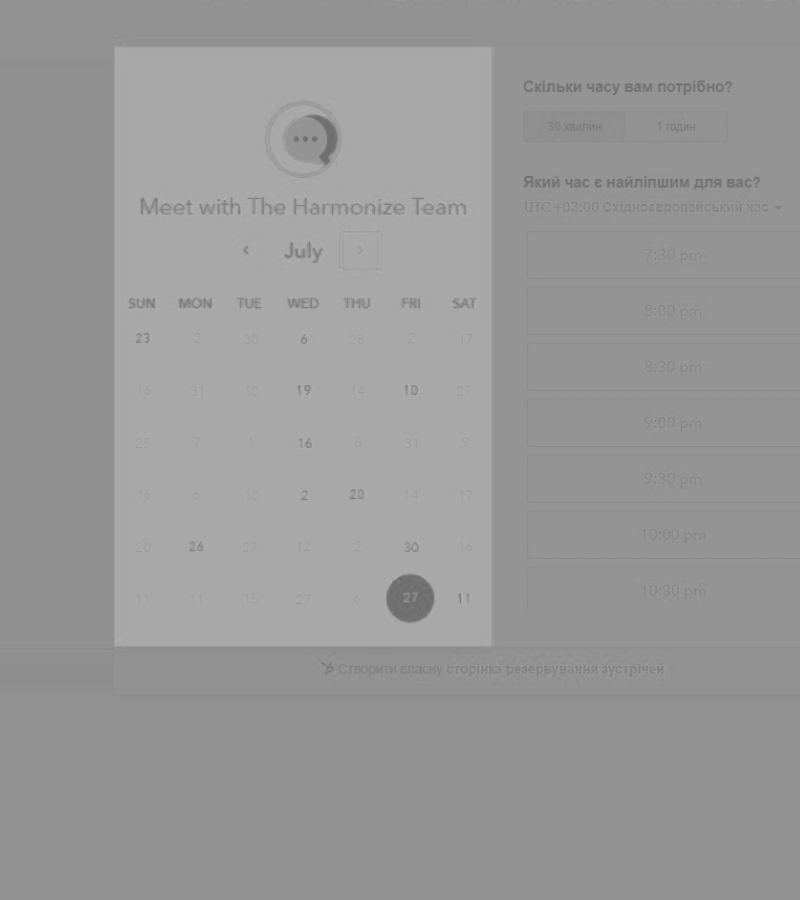 Meet with The Harmonize Team
July
SUN MON TUE WED THU FRI SAT
23 2 30 6 28 2 17
16 31 10 19 14 10 27
25 7 1 16 6 31 9
16 6 10 2 20 14 17
20 26 27 12 2 30 16
11 11 15 27 6 27 11
Скільки часу вам потрібно?
30 хвилин 1 годин
Який час є найліпшим для вас?
UTC +03:00 Східноєвропейський час
7:30 pm
8:00 pm
8:30 pm
9:00 pm
9:30 pm
10:00 pm
10:30 pm
Створити власну сторінка резервування зустрічей